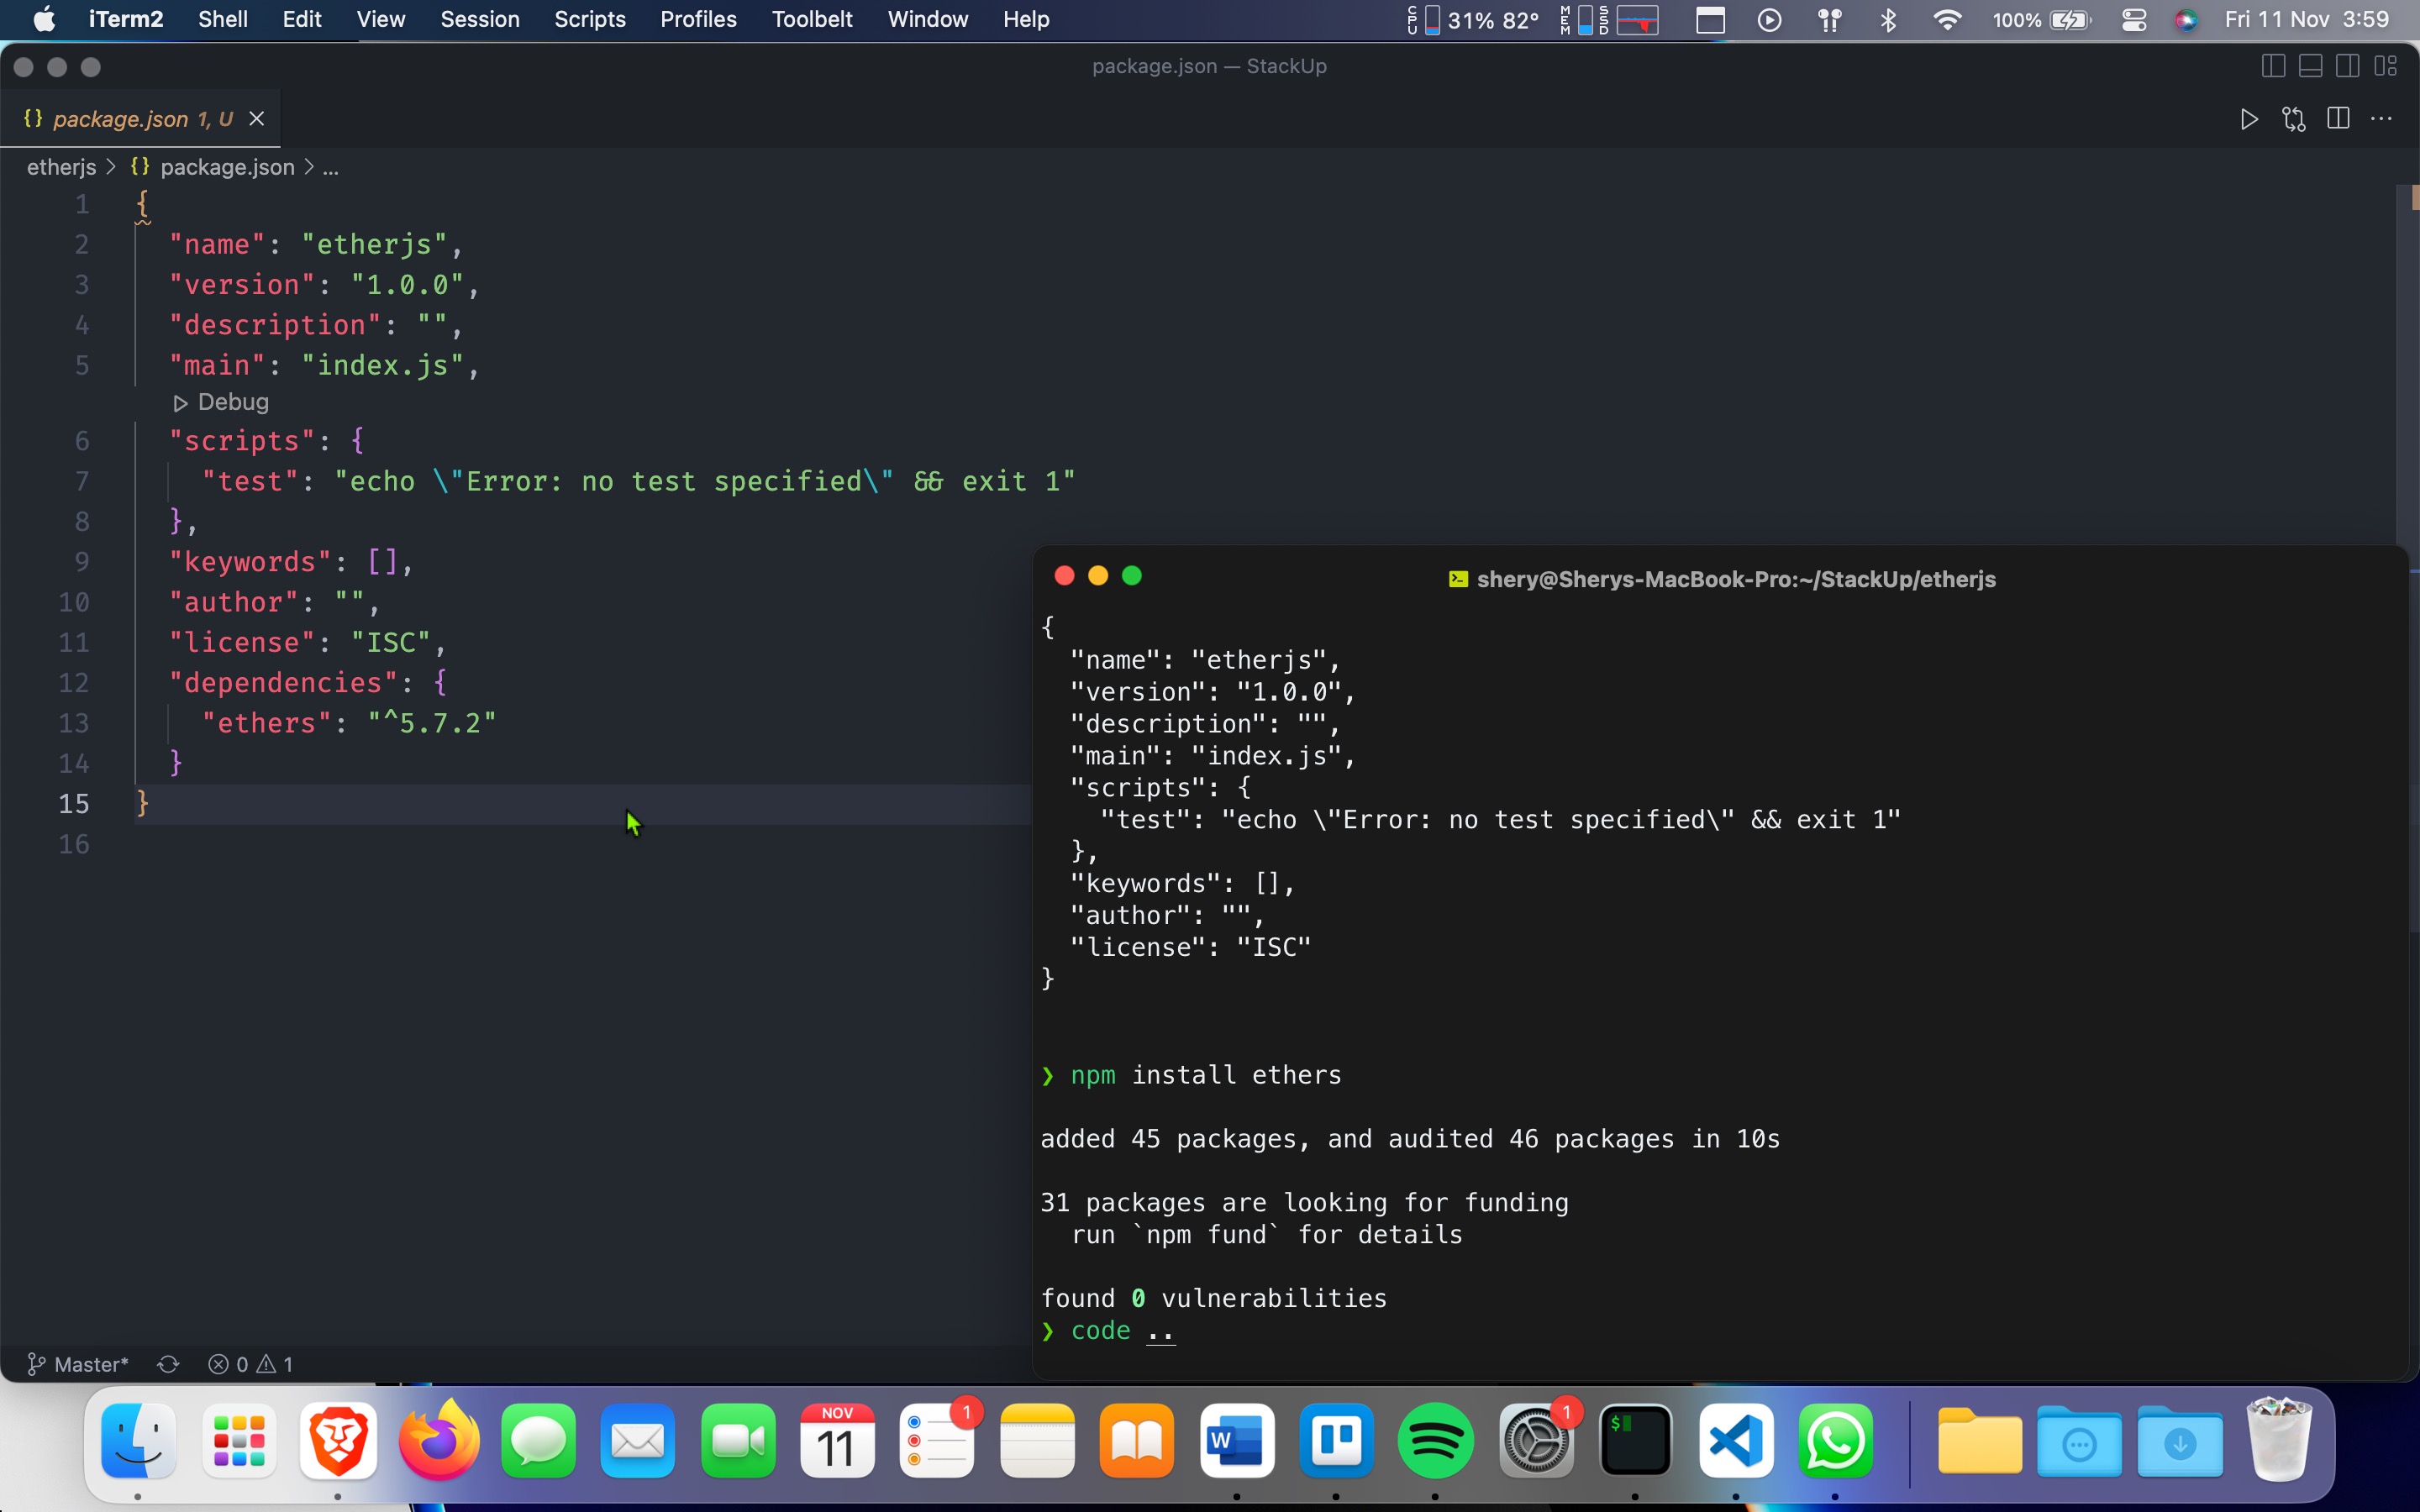 iTerm2 Shell Edit View Session Scripts Profiles Toolbelt Window Help CPU 31% 82° MEM SSD 100% Fri 11 Nov 3:59
package.json — StackUp
{} package.json 1, U
etherjs > {} package.json > ...
1 {
2 "name": "etherjs",
3 "version": "1.0.0",
4 "description": "",
5 "main": "index.js",
Debug
6 "scripts": {
7 "test": "echo \"Error: no test specified\" && exit 1"
8 },
9 "keywords": [],
10 "author": "",
11 "license": "ISC",
12 "dependencies": {
13 "ethers": "^5.7.2"
14 }
15 }
16
Master* 0 1
shery@Sherys-MacBook-Pro:~/StackUp/etherjs
{
"name": "etherjs",
"version": "1.0.0",
"description": "",
"main": "index.js",
"scripts": {
"test": "echo \"Error: no test specified\" && exit 1"
},
"keywords": [],
"author": "",
"license": "ISC"
}
❯ npm install ethers
added 45 packages, and audited 46 packages in 10s
31 packages are looking for funding
run `npm fund` for details
found 0 vulnerabilities
❯ code ..
NOV
11
1
W
1
$